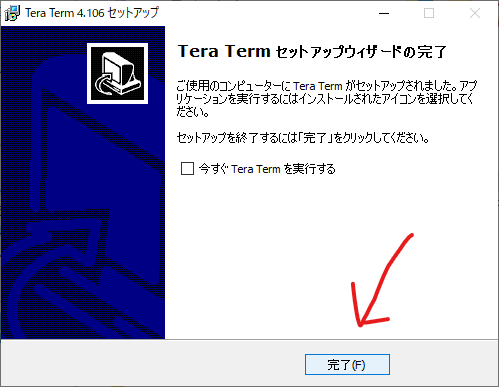 Tera Term 4.106 セットアップ
Tera Term セットアップウィザードの完了
ご使用のコンピューターに Tera Term がセットアップされました。アプ
リケーションを実行するにはインストールされたアイコンを選択してく
ださい。
セットアップを終了するには「完了」をクリックしてください。
今すぐ Tera Term を実行する
完了(F)